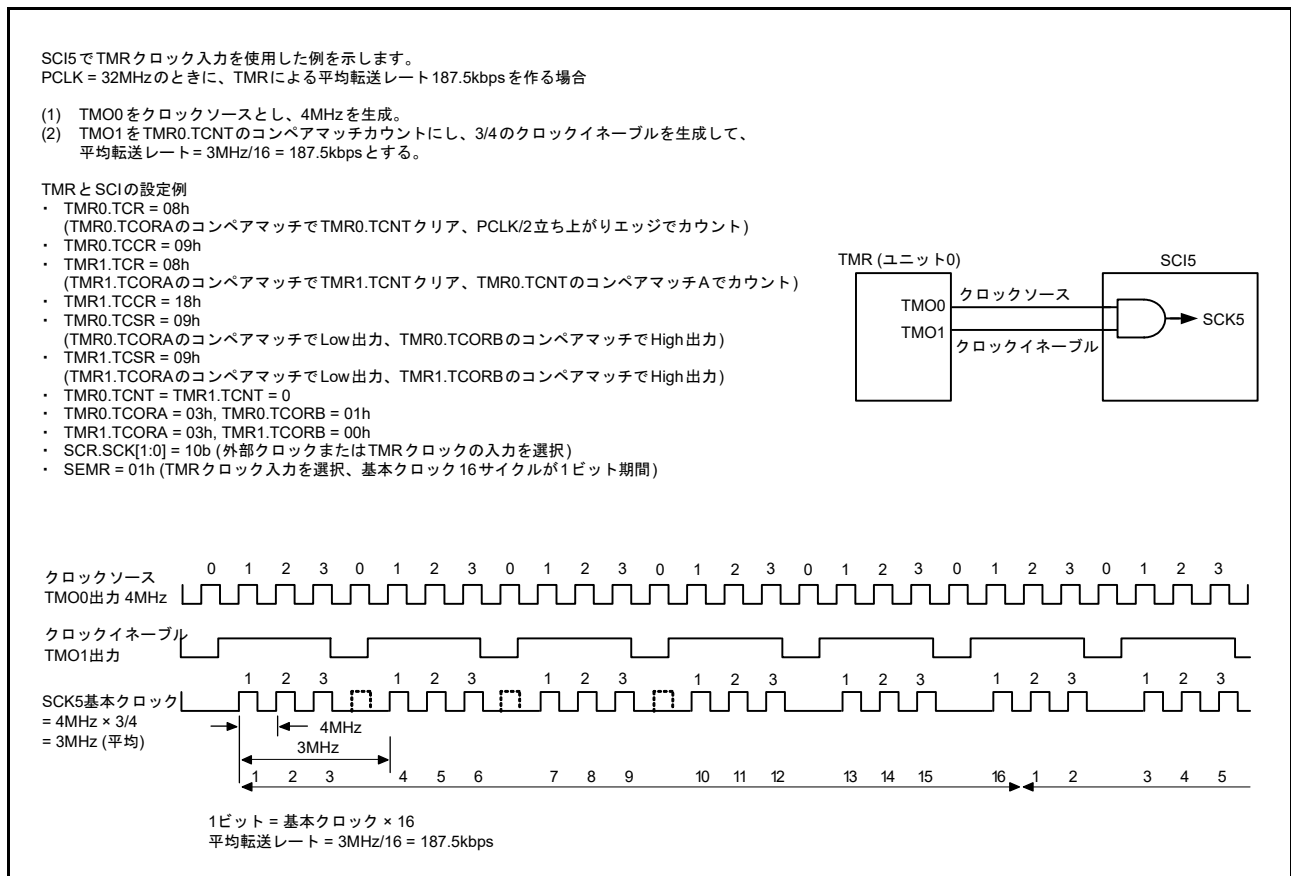 SCI5でTMRクロック入力を使用した例を示します。
PCLK = 32MHzのときに、TMRによる平均転送レート187.5kbpsを作る場合
(1) TMO0をクロックソースとし、4MHzを生成。
(2) TMO1をTMR0.TCNTのコンペアマッチカウントにし、3/4のクロックイネーブルを生成して、
平均転送レート= 3MHz/16 = 187.5kbpsとする。
TMRとSCIの設定例
・ TMR0.TCR = 08h
(TMR0.TCORAのコンペアマッチでTMR0.TCNTクリア、PCLK/2立ち上がりエッジでカウント)
・ TMR0.TCCR = 09h
・ TMR1.TCR = 08h
(TMR1.TCORAのコンペアマッチでTMR1.TCNTクリア、TMR0.TCNTのコンペアマッチAでカウント)
・ TMR1.TCCR = 18h
・ TMR0.TCSR = 09h
(TMR0.TCORAのコンペアマッチでLow出力、TMR0.TCORBのコンペアマッチでHigh出力)
・ TMR1.TCSR = 09h
(TMR1.TCORAのコンペアマッチでLow出力、TMR1.TCORBのコンペアマッチでHigh出力)
・ TMR0.TCNT = TMR1.TCNT = 0
・ TMR0.TCORA = 03h, TMR0.TCORB = 01h
・ TMR1.TCORA = 03h, TMR1.TCORB = 00h
・ SCR.SCK[1:0] = 10b (外部クロックまたはTMRクロックの入力を選択)
・ SEMR = 01h (TMRクロック入力を選択、基本クロック16サイクルが1ビット期間)
TMR (ユニット0)
SCI5
TMO0
クロックソース
SCK5
TMO1
クロックイネーブル
0 1 2 3 0 1 2 3 0 1 2 3 0 1 2 3 0 1 2 3 0 1 2 3 0 1 2 3
クロックソース
TMO0出力 4MHz
クロックイネーブル
TMO1出力
1 2 3 1 2 3 1 2 3 1 2 3 1 2 3 1 2 3 1 2 3
SCK5基本クロック
= 4MHz × 3/4
= 3MHz (平均)
4MHz
3MHz
1 2 3 4 5 6 7 8 9 10 11 12 13 14 15 16 1 2 3 4 5
1ビット = 基本クロック × 16
平均転送レート = 3MHz/16 = 187.5kbps